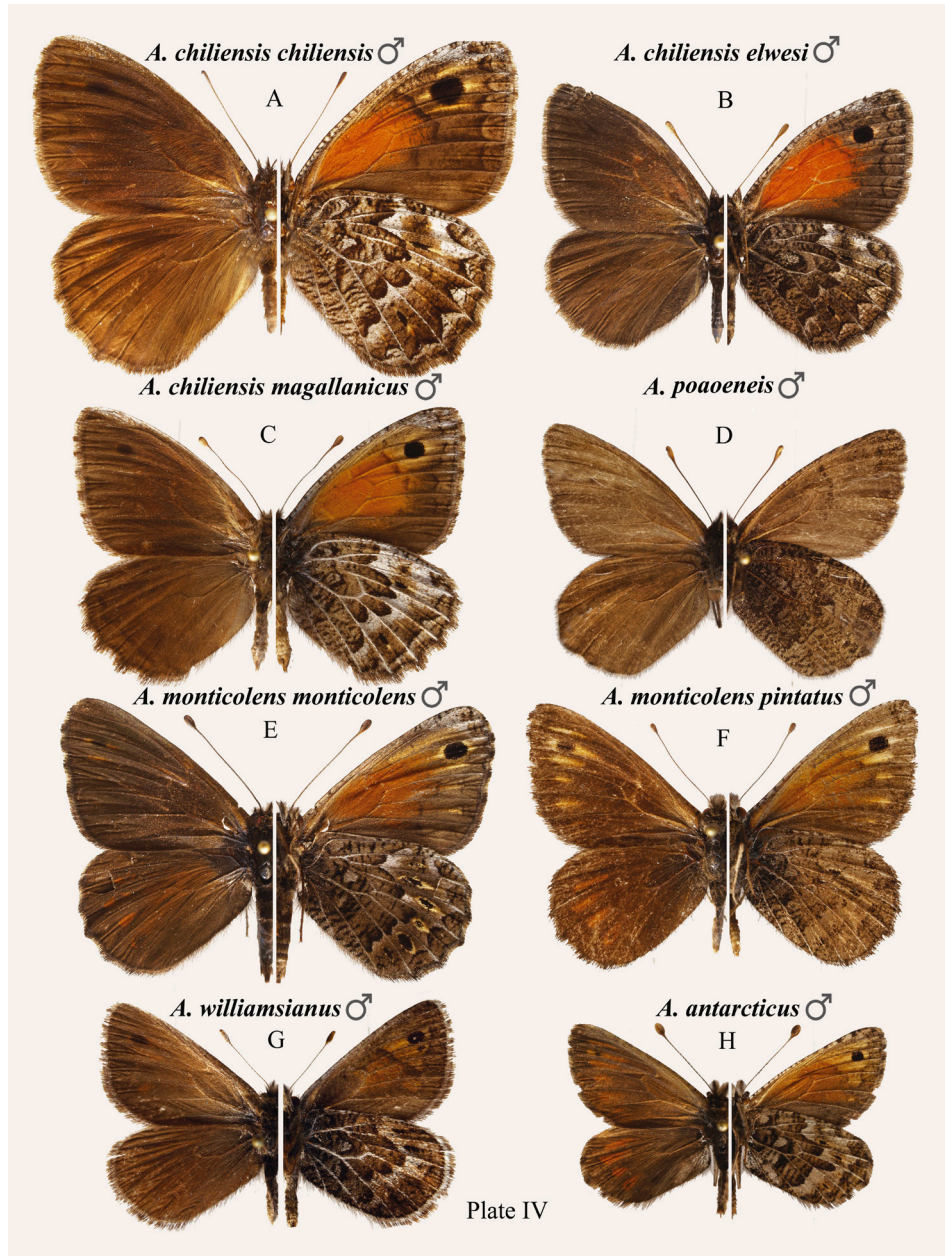 A. chiliensis chiliensis ♂
A
A. chiliensis elwesi ♂
B
A. chiliensis magallanicus ♂
C
A. poaoeneis ♂
D
A. monticolens monticolens ♂
E
A. monticolens pintatus ♂
F
A. williamsianus ♂
G
A. antarcticus ♂
H
Plate IV